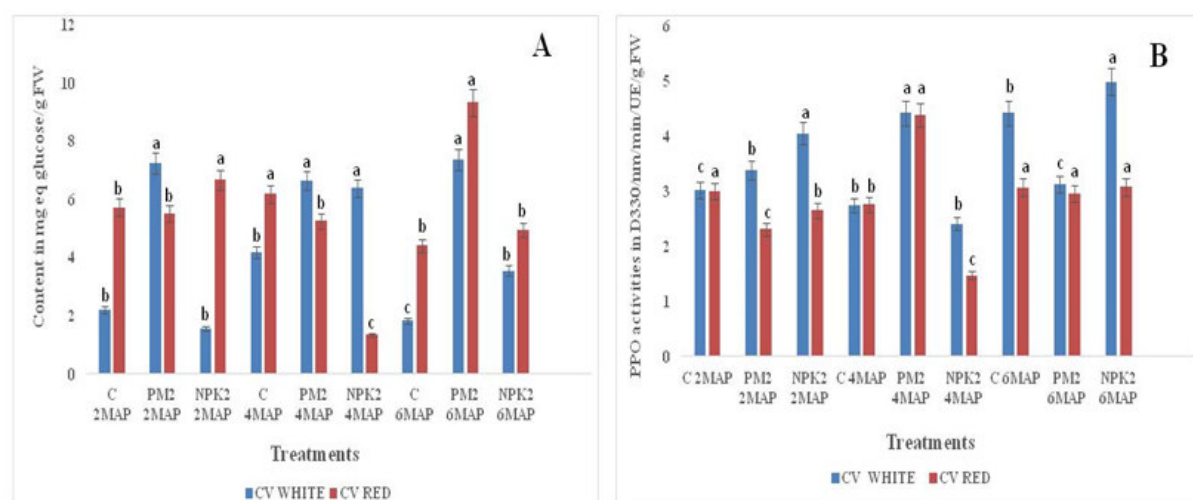 A
Content in mg eq glucose/g FW
12
10
8
6
4
2
0
b b a b b a b a a b a c c b a a b b
C PM2 NPK2 C PM2 NPK2 C PM2 NPK2
2MAP 2MAP 2MAP 4MAP 4MAP 4MAP 6MAP 6MAP 6MAP
Treatments
CV WHITE CV RED
B
PPO activities in D330/nm/min/UE/g FW
6
5
4
3
2
1
0
c a b c a b b b a a c c b a c a a a
C 2MAP PM2 NPK2 C 4MAP PM2 NPK2 C 6MAP PM2 NPK2
2MAP 2MAP 4MAP 4MAP 6MAP 6MAP
Treatments
CV WHITE CV RED